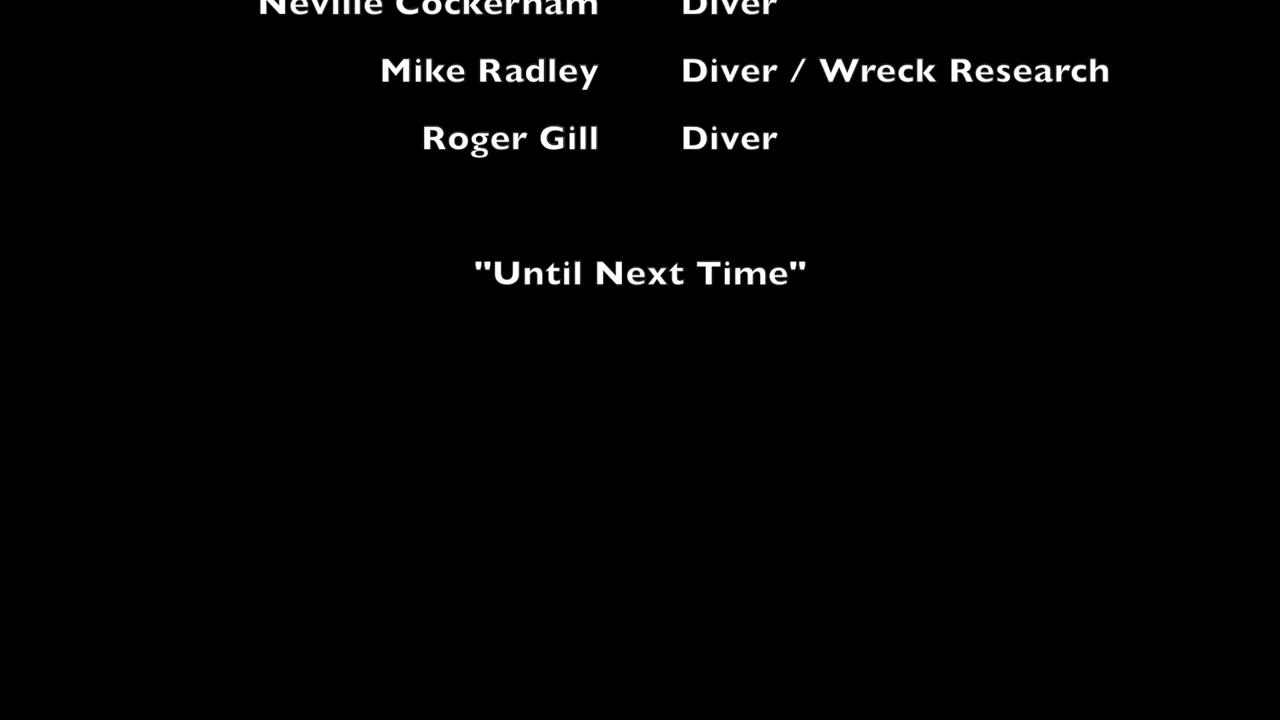 Neville Cockerham Diver
Mike Radley Diver / Wreck Research
Roger Gill Diver
"Until Next Time"